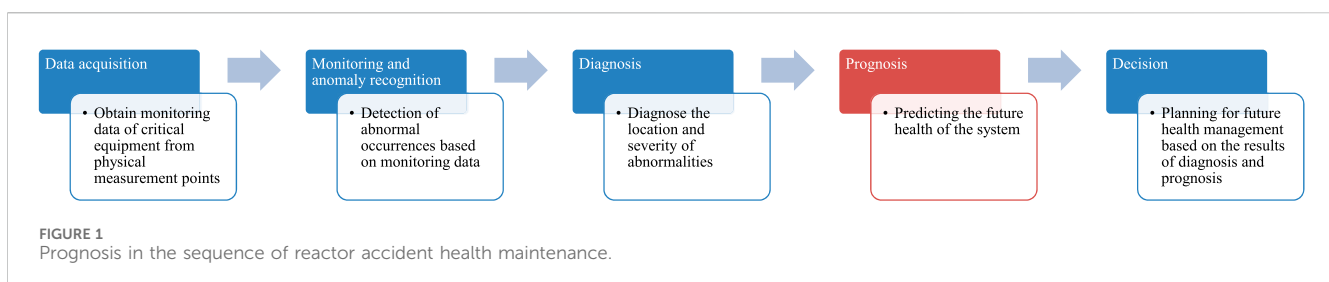 Data acquisition
• Obtain monitoring
data of critical
equipment from
physical
measurement points
Monitoring and
anomaly recognition
• Detection of
abnormal
occurrences based
on monitoring data
Diagnosis
• Diagnose the
location and
severity of
abnormalities
Prognosis
• Predicting the future
health of the system
Decision
• Planning for future
health management
based on the results
of diagnosis and
prognosis
FIGURE 1
Prognosis in the sequence of reactor accident health maintenance.